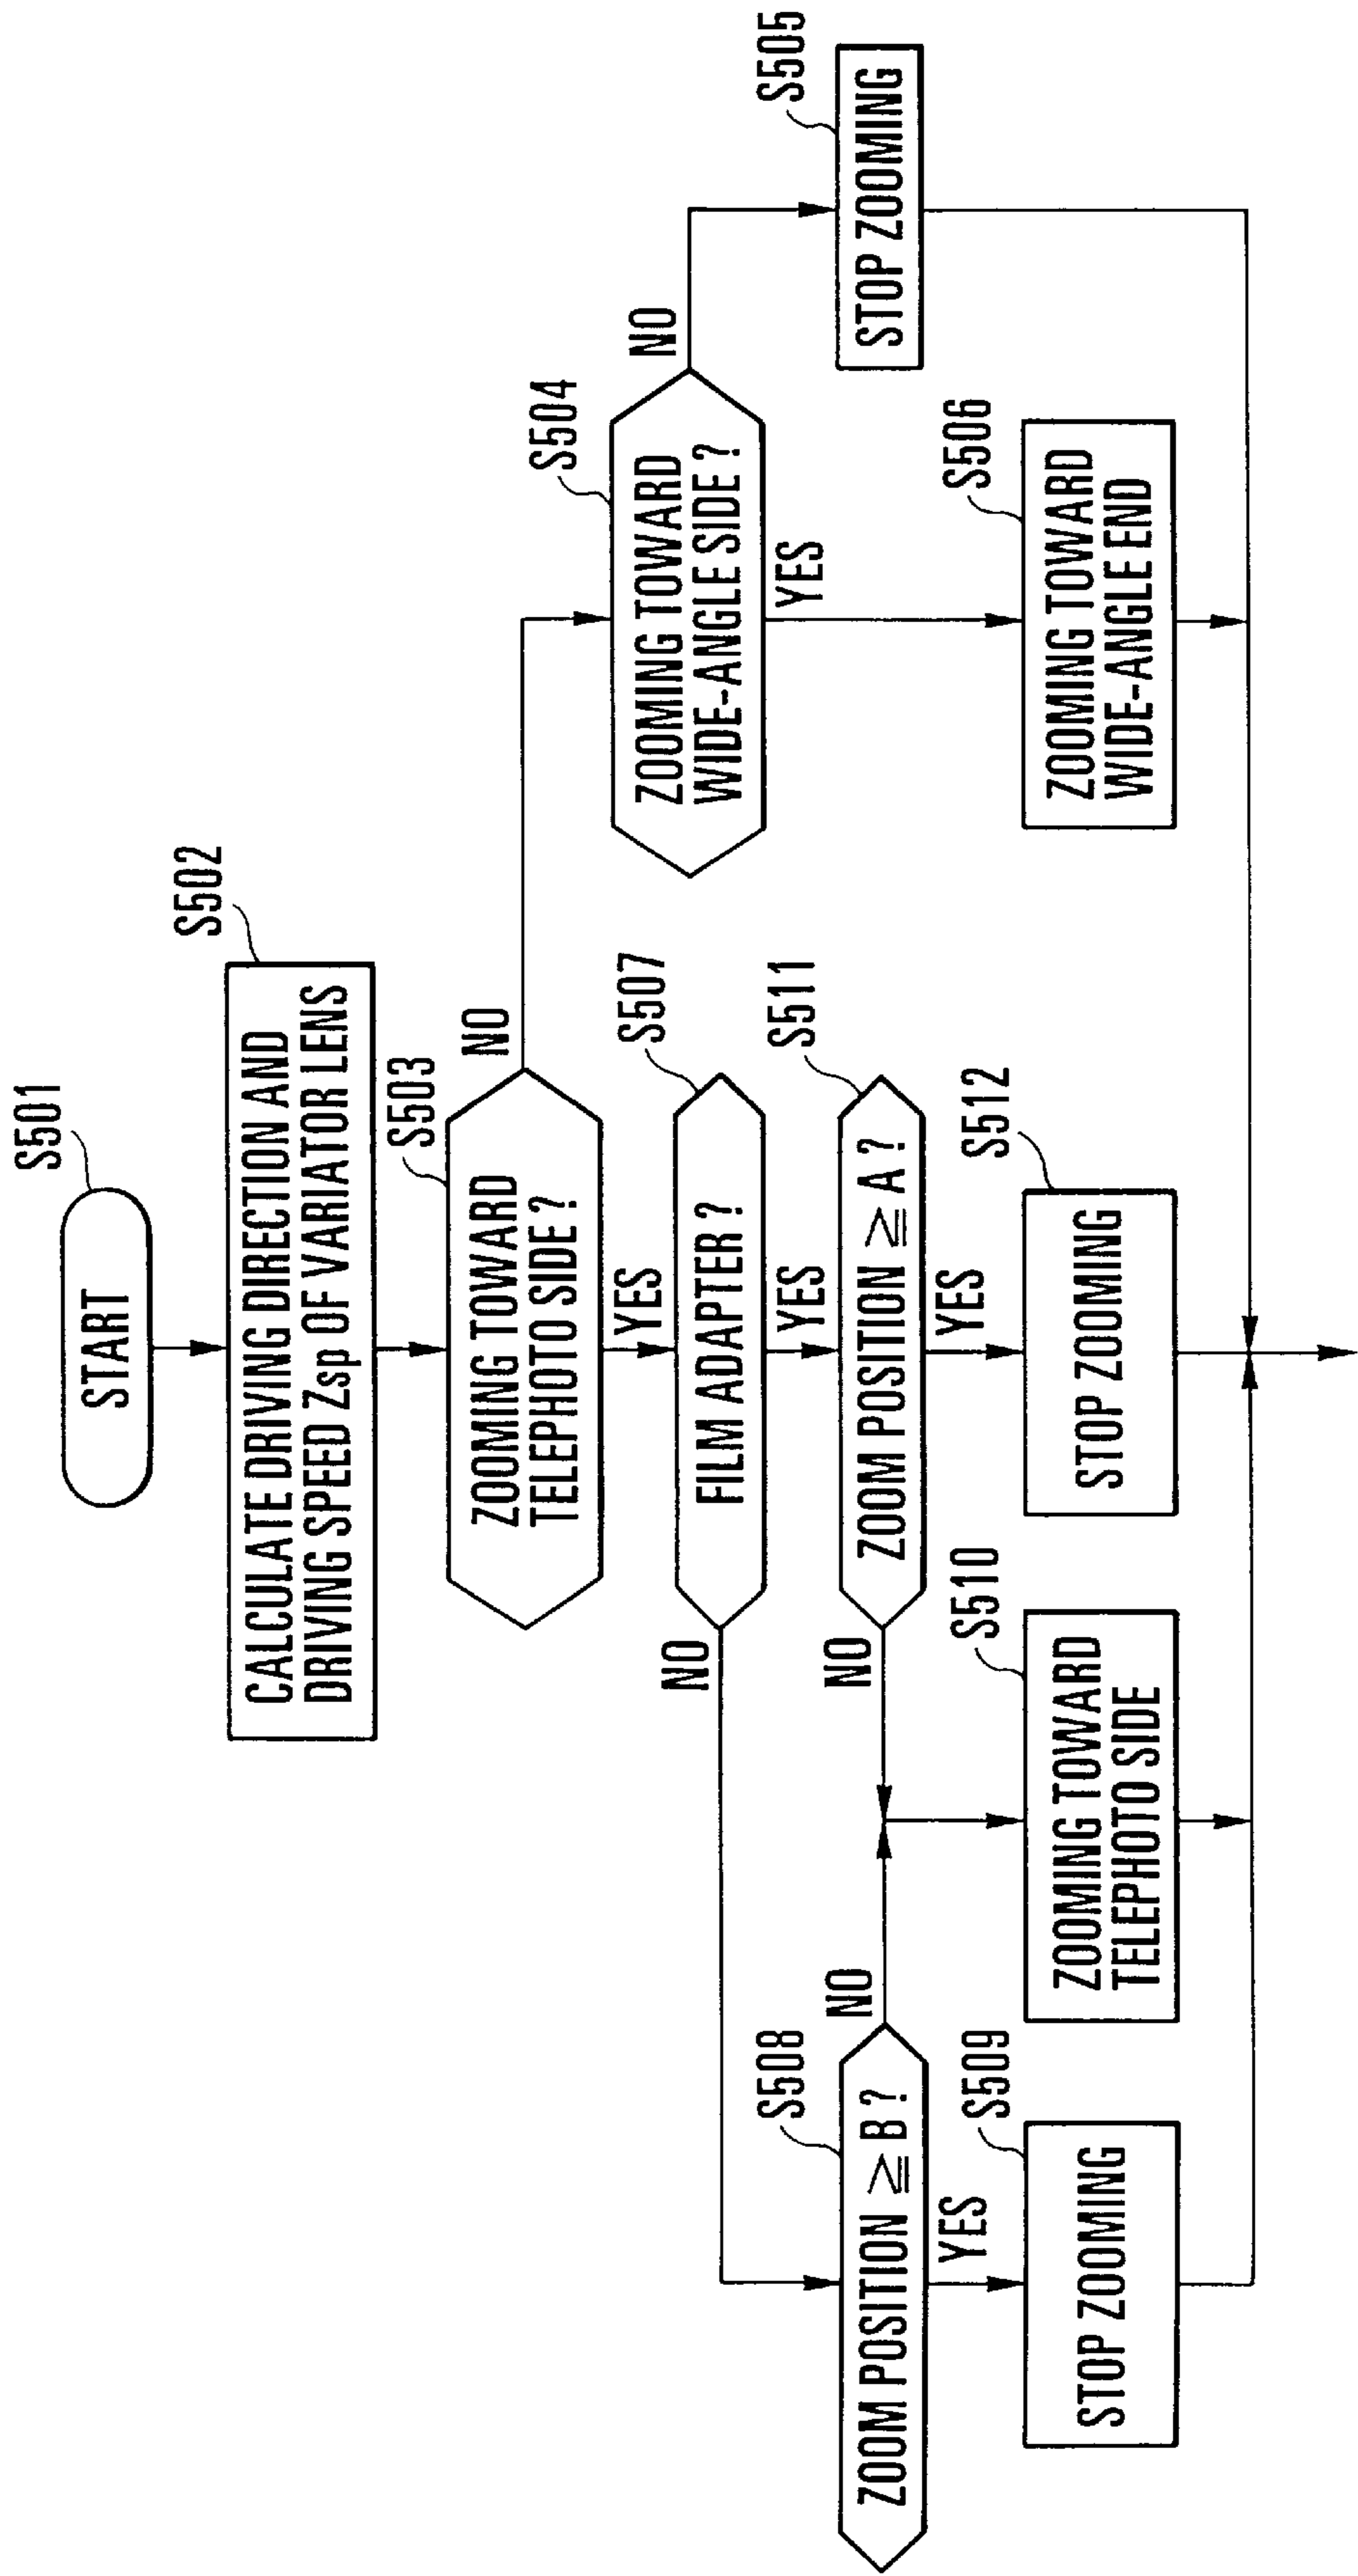 S501
START
S502
CALCULATE DRIVING DIRECTION AND
DRIVING SPEED Zsp OF VARIATOR LENS
S503
ZOOMING TOWARD
TELEPHOTO SIDE ?
NO
YES
S504
ZOOMING TOWARD
WIDE-ANGLE SIDE ?
NO
YES
S505
STOP ZOOMING
S506
ZOOMING TOWARD
WIDE-ANGLE END
S507
FILM ADAPTER ?
NO
YES
S508
ZOOM POSITION ≧ B ?
NO
YES
S509
STOP ZOOMING
S511
ZOOM POSITION ≧ A ?
NO
YES
S510
ZOOMING TOWARD
TELEPHOTO SIDE
S512
STOP ZOOMING